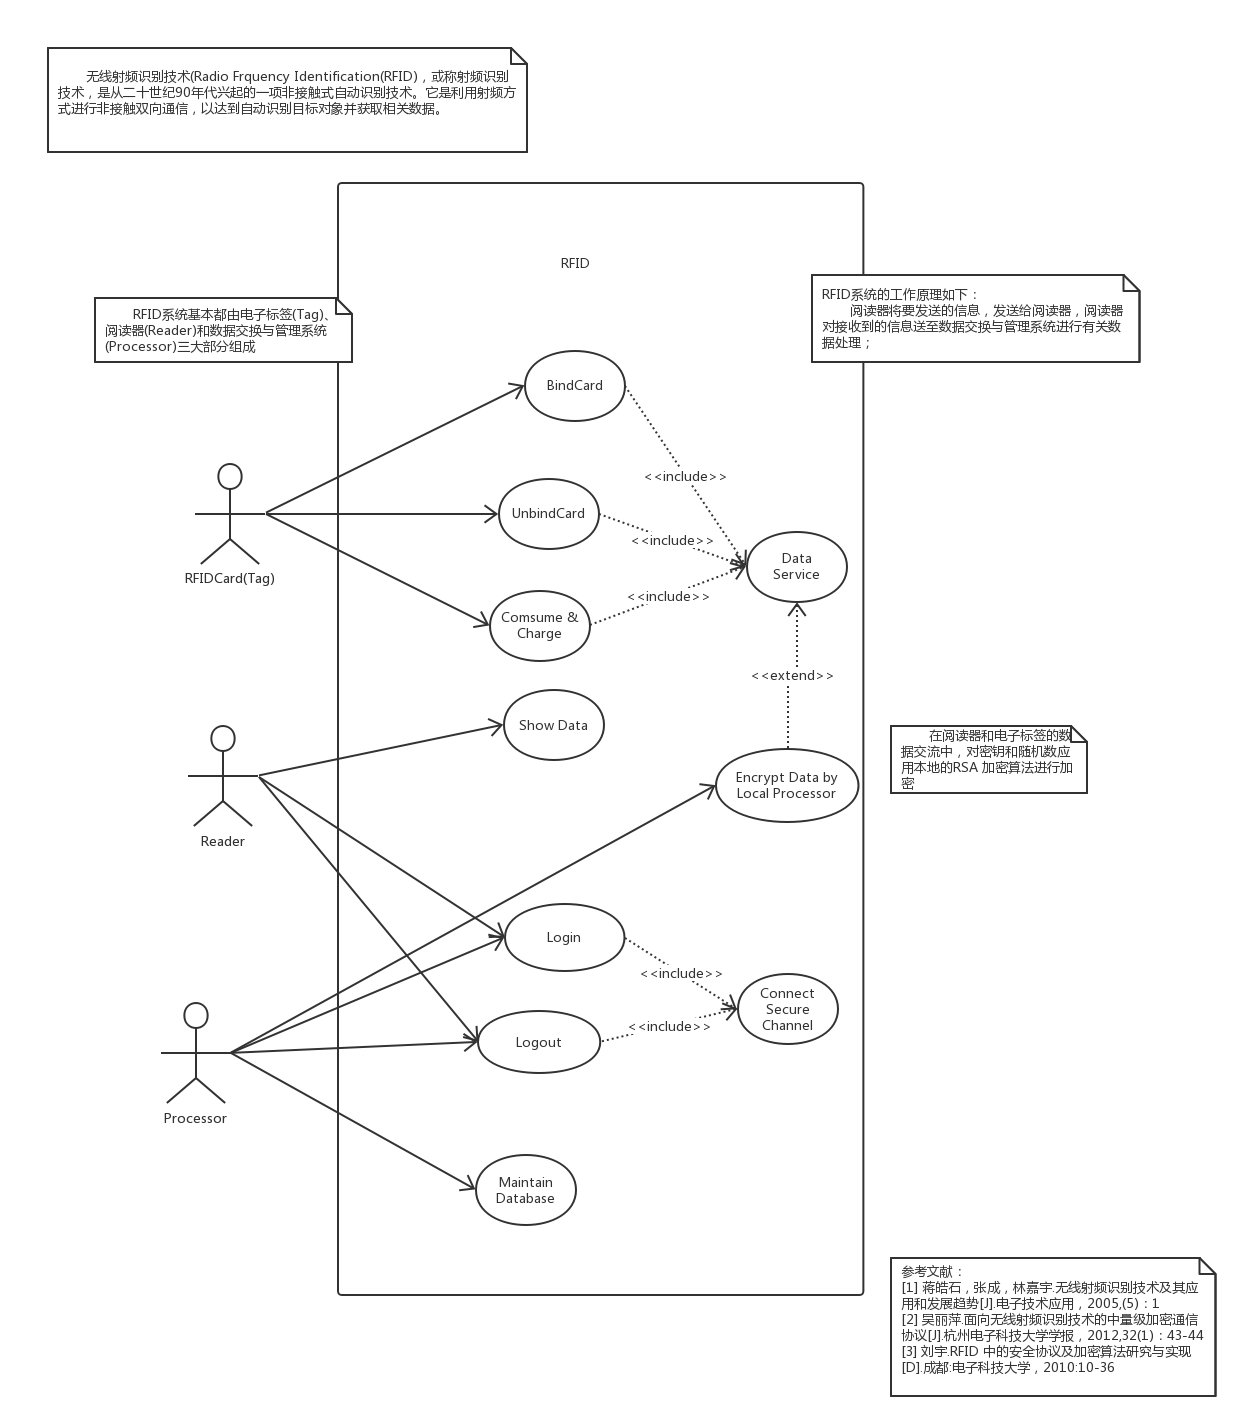 无线射频识别技术(Radio Frquency Identification(RFID)，或称射频识别
技术，是从二十世纪90年代兴起的一项非接触式自动识别技术。它是利用射频方
式进行非接触双向通信，以达到自动识别目标对象并获取相关数据。
RFID
RFID系统基本都由电子标签(Tag)、
阅读器(Reader)和数据交换与管理系统
(Processor)三大部分组成
RFID系统的工作原理如下：
阅读器将要发送的信息，发送给阅读器，阅读器
对接收到的信息送至数据交换与管理系统进行有关数
据处理；
BindCard
<<include>>
UnbindCard
<<include>>
Data
Service
RFIDCard(Tag)
<<include>>
Comsume &
Charge
<<extend>>
Show Data
在阅读器和电子标签的数
据交流中，对密钥和随机数应
用本地的RSA 加密算法进行加
密
Encrypt Data by
Local Processor
Reader
Login
<<include>>
Connect
Secure
Channel
<<include>>
Logout
Processor
Maintain
Database
参考文献：
[1] 蒋皓石，张成，林嘉宇.无线射频识别技术及其应
用和发展趋势[J].电子技术应用，2005,(5)：1
[2] 吴丽萍.面向无线射频识别技术的中量级加密通信
协议[J].杭州电子科技大学学报，2012,32(1)：43-44
[3] 刘宇.RFID 中的安全协议及加密算法研究与实现
[D].成都:电子科技大学，2010:10-36